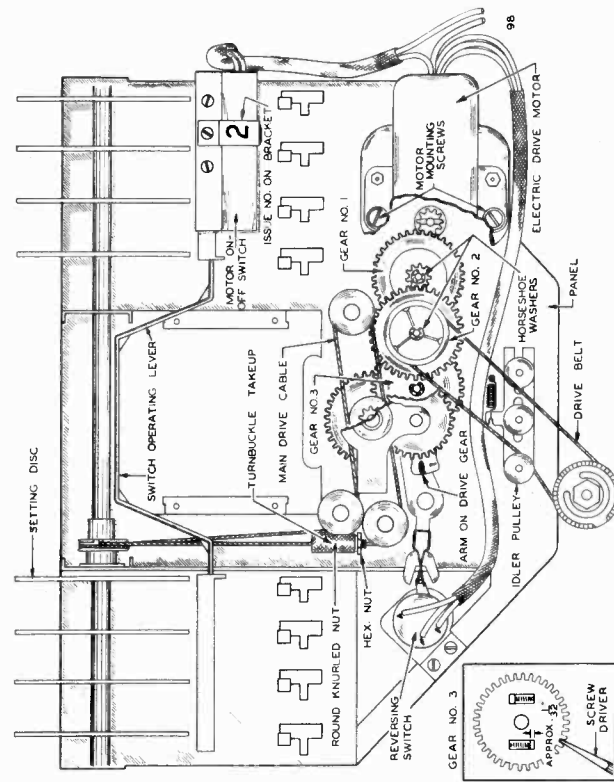 SETTING DISC
SWITCH OPERATING LEVER
MOTOR ON-
OFF SWITCH
ISSUE NO. ON BRACKET
2
TURNBUCKLE TAKEUP
MAIN DRIVE CABLE
GEAR NO.3
GEAR NO.1
MOTOR
MOUNTING
SCREWS
ELECTRIC DRIVE MOTOR
98
ROUND KNURLED NUT
HEX. NUT
REVERSING
SWITCH
ARM ON DRIVE GEAR
IDLER PULLEY
DRIVE BELT
GEAR NO. 2
HORSESHOE
WASHERS
PANEL
GEAR NO. 3
APPROX.
SCREW
DRIVER